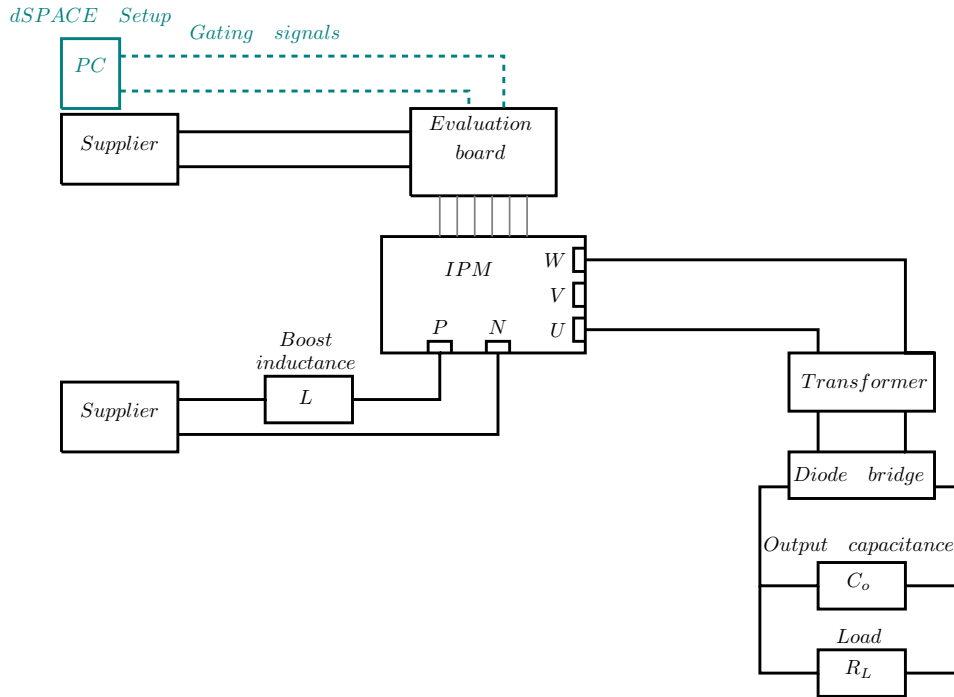 dSPACE Setup
Gating signals
PC
Supplier
Evaluation
board
IPM
W
V
U
P
N
Boost
inductance
L
Supplier
Transformer
Diode bridge
Output capacitance
C_o
Load
R_L